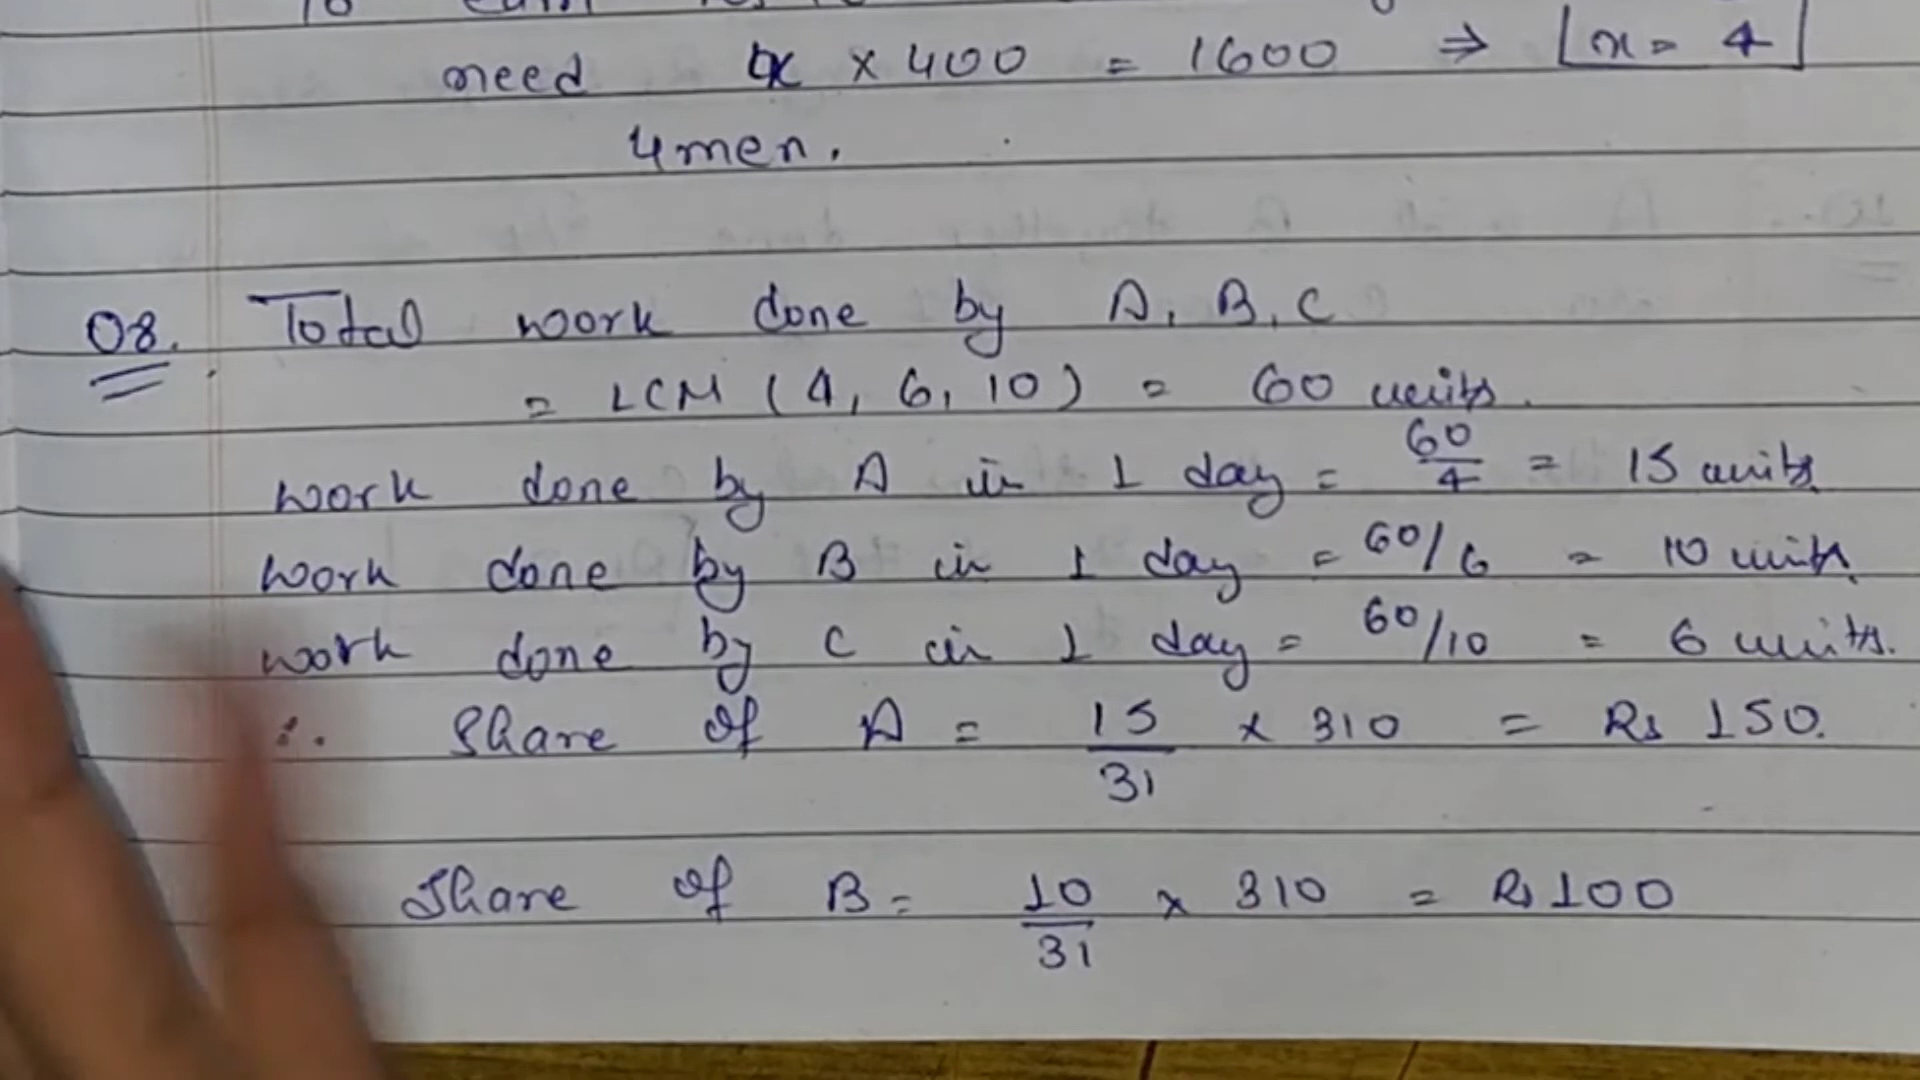 need x × 400 = 1600 ⇒ x = 4
4 men.
08. Total work done by A, B, C
= LCM (4, 6, 10) = 60 units.
work done by A in 1 day = 60/4 = 15 units
work done by B in 1 day = 60/6 = 10 units
work done by C in 1 day = 60/10 = 6 units.
∴ Share of A = 15/31 × 310 = Rs 150.
Share of B = 10/31 × 310 = Rs 100